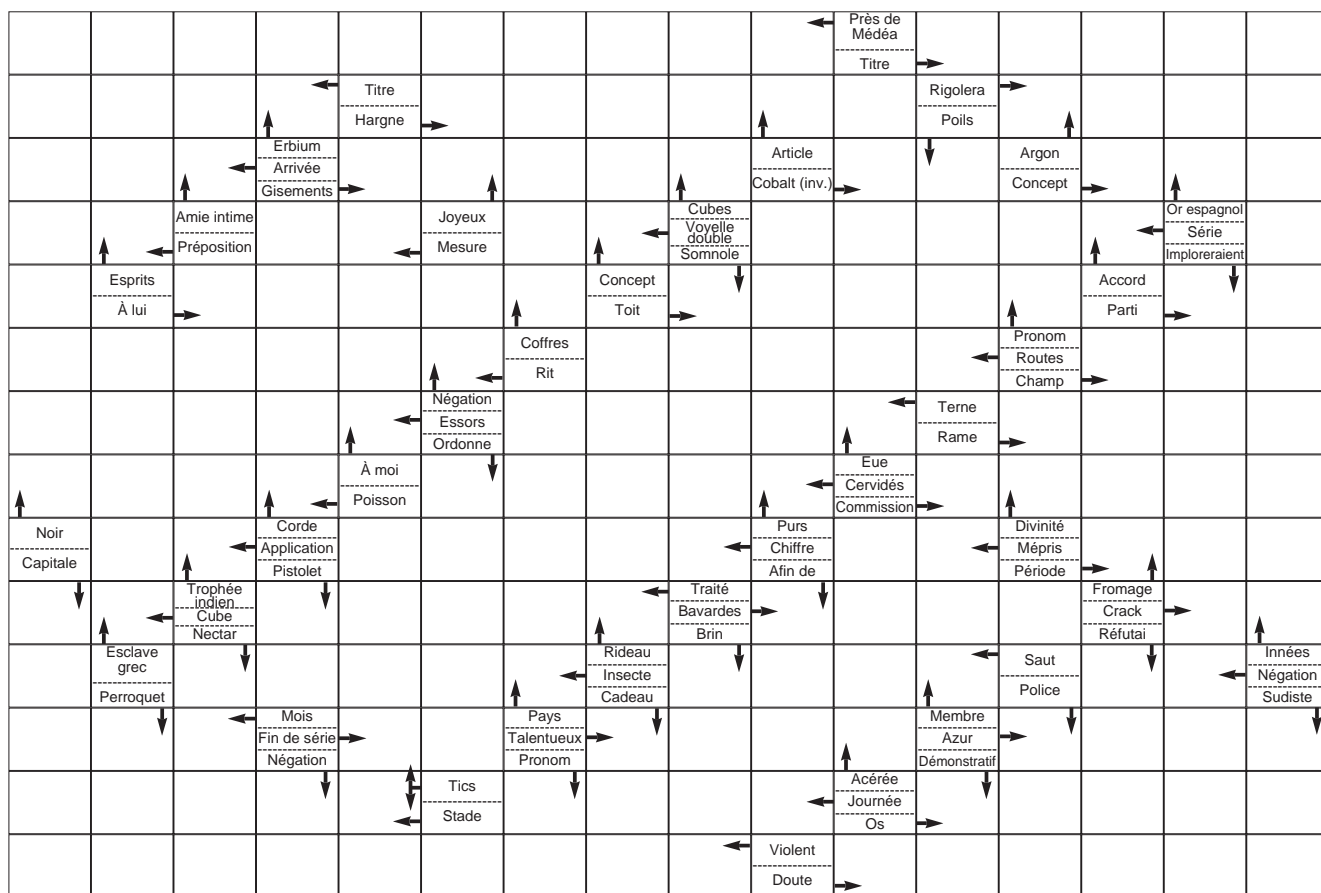 Près de
Médéa
Titre
Titre
Hargne
Rigolera
Poils
Erbium
Arrivée
Gisements
Article
Cobalt (inv.)
Argon
Concept
Amie intime
Préposition
Joyeux
Mesure
Cubes
Voyelle
double
Somnole
Or espagnol
Série
Imploreraient
Esprits
À lui
Concept
Toit
Accord
Parti
Coffres
Rit
Pronom
Routes
Champ
Négation
Essors
Ordonne
Terne
Rame
À moi
Poisson
Eue
Cervidés
Commission
Noir
Capitale
Corde
Application
Pistolet
Purs
Chiffre
Afin de
Divinité
Mépris
Période
Trophée
indien
Cube
Nectar
Traité
Bavardes
Brin
Fromage
Crack
Réfutai
Esclave
grec
Perroquet
Rideau
Insecte
Cadeau
Saut
Police
Innées
Négation
Sudiste
Mois
Fin de série
Négation
Pays
Talentueux
Pronom
Membre
Azur
Démonstratif
Tics
Stade
Acérée
Journée
Os
Violent
Doute